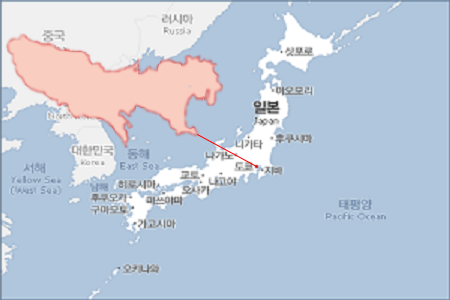 러시아
Russia
중국
삿포로
아오모리
일본
Japan
후쿠시마
니가타
대한민국
Korea
동해
East Sea
나가노
도쿄
지바
서해
Yellow Sea
(West Sea)
남해
히로시마
교토
나고야
오사카
후쿠오카
구마모토
가고시마
태평양
Pacific Ocean
오키나와